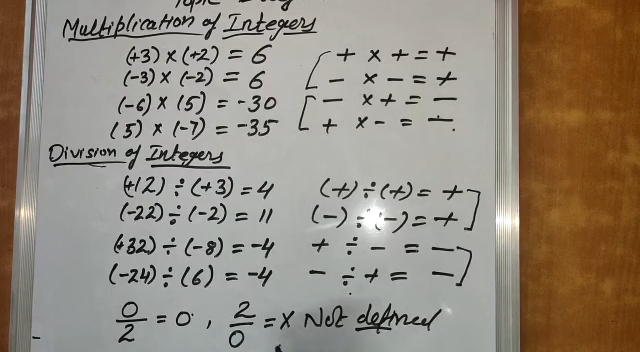 Multiplication of Integers
(+3) × (+2) = 6 + × + = +
(-3) × (-2) = 6 - × - = +
(-6) × (5) = -30 - × + = -
(5) × (-7) = -35 + × - = -.
Division of Integers
(+12) ÷ (+3) = 4 (+) ÷ (+) = +
(-22) ÷ (-2) = 11 (-) ÷ (-) = +
(+32) ÷ (-8) = -4 + ÷ - = -
(-24) ÷ (6) = -4 - ÷ + = -
0/2 = 0, 2/0 = × Not defined